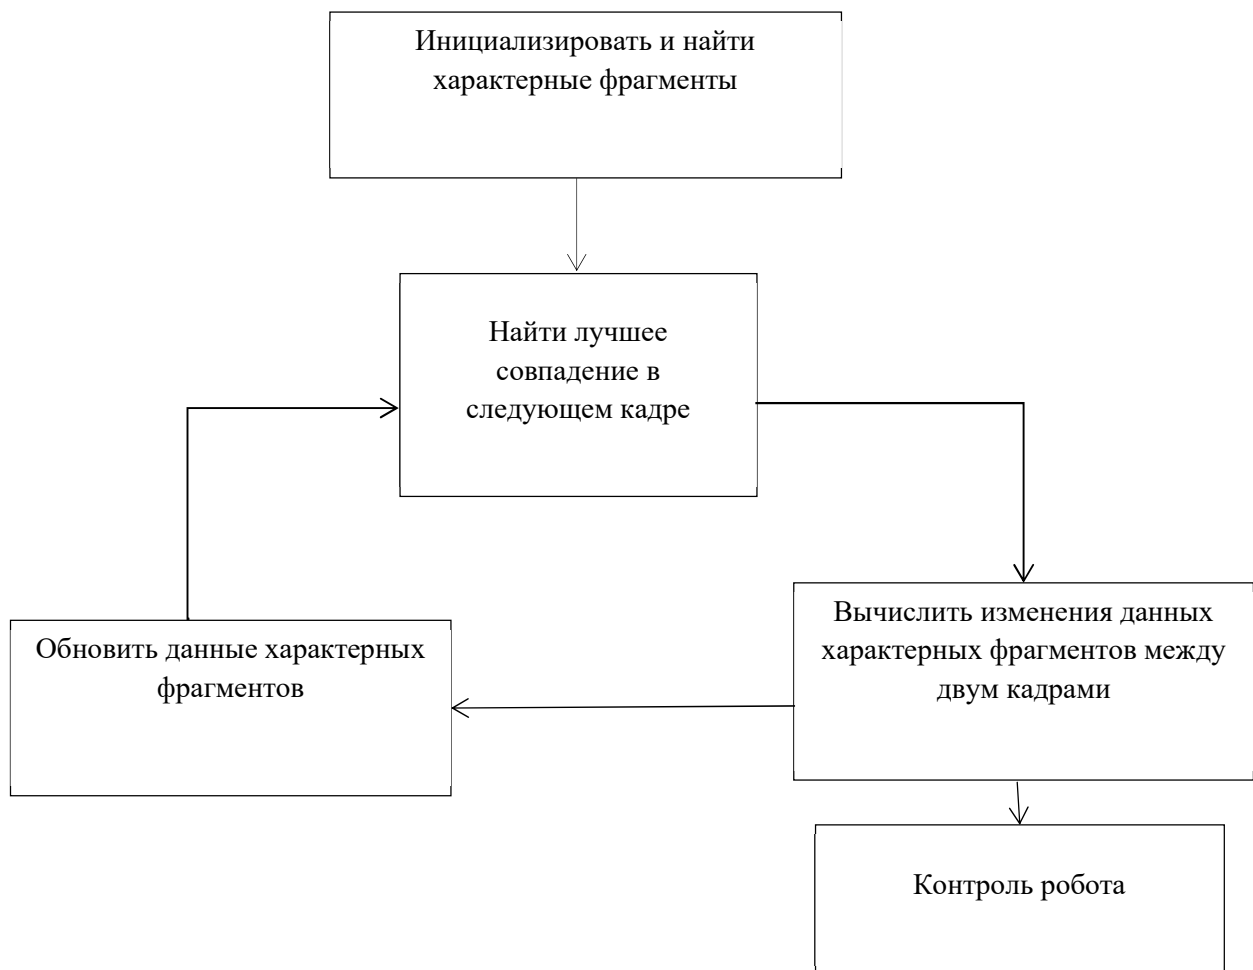 Инициализировать и найти
характерные фрагменты
Найти лучшее
совпадение в
следующем кадре
Обновить данные характерных
фрагментов
Вычислить изменения данных
характерных фрагментов между
двум кадрами
Контроль робота